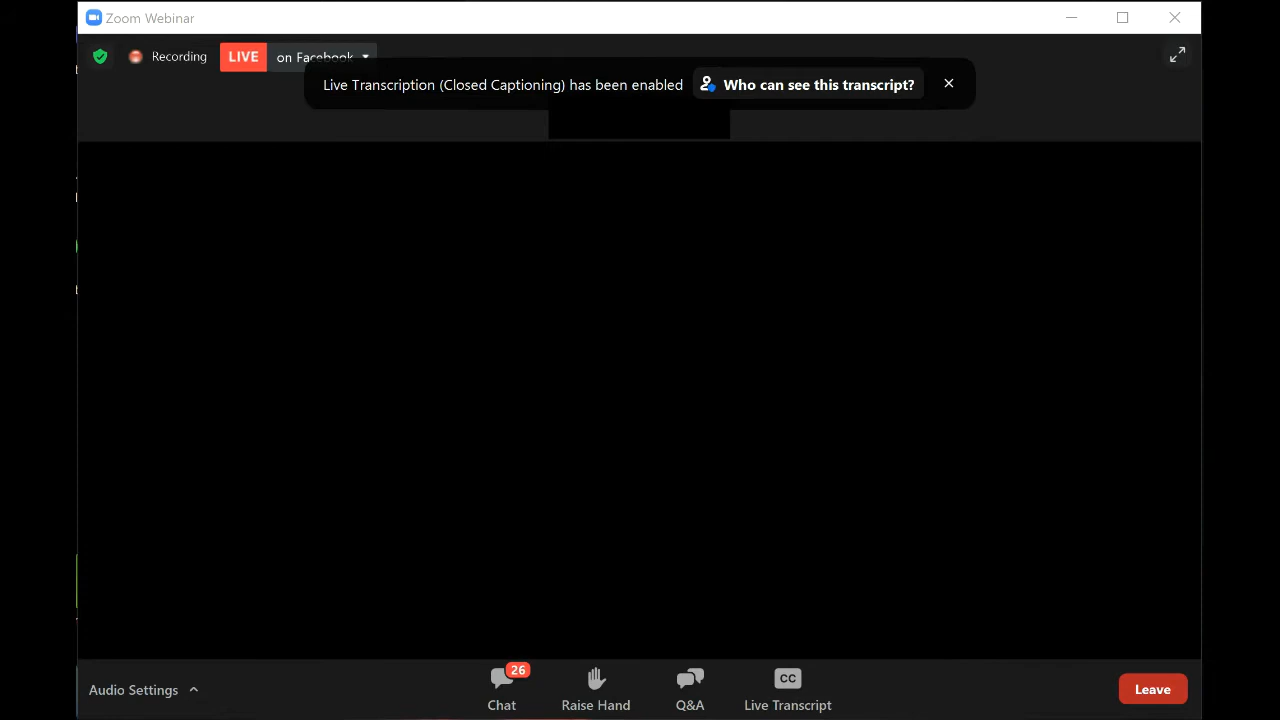 Zoom Webinar
Recording
LIVE on Facebook
Live Transcription (Closed Captioning) has been enabled Who can see this transcript?
26
CC
Audio Settings
Chat
Raise Hand
Q&A
Live Transcript
Leave